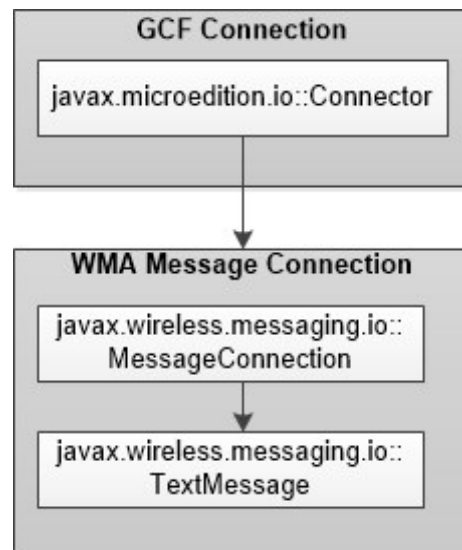 GCF Connection
javax.microedition.io::Connector
WMA Message Connection
javax.wireless.messaging.io::
MessageConnection
javax.wireless.messaging.io::
TextMessage